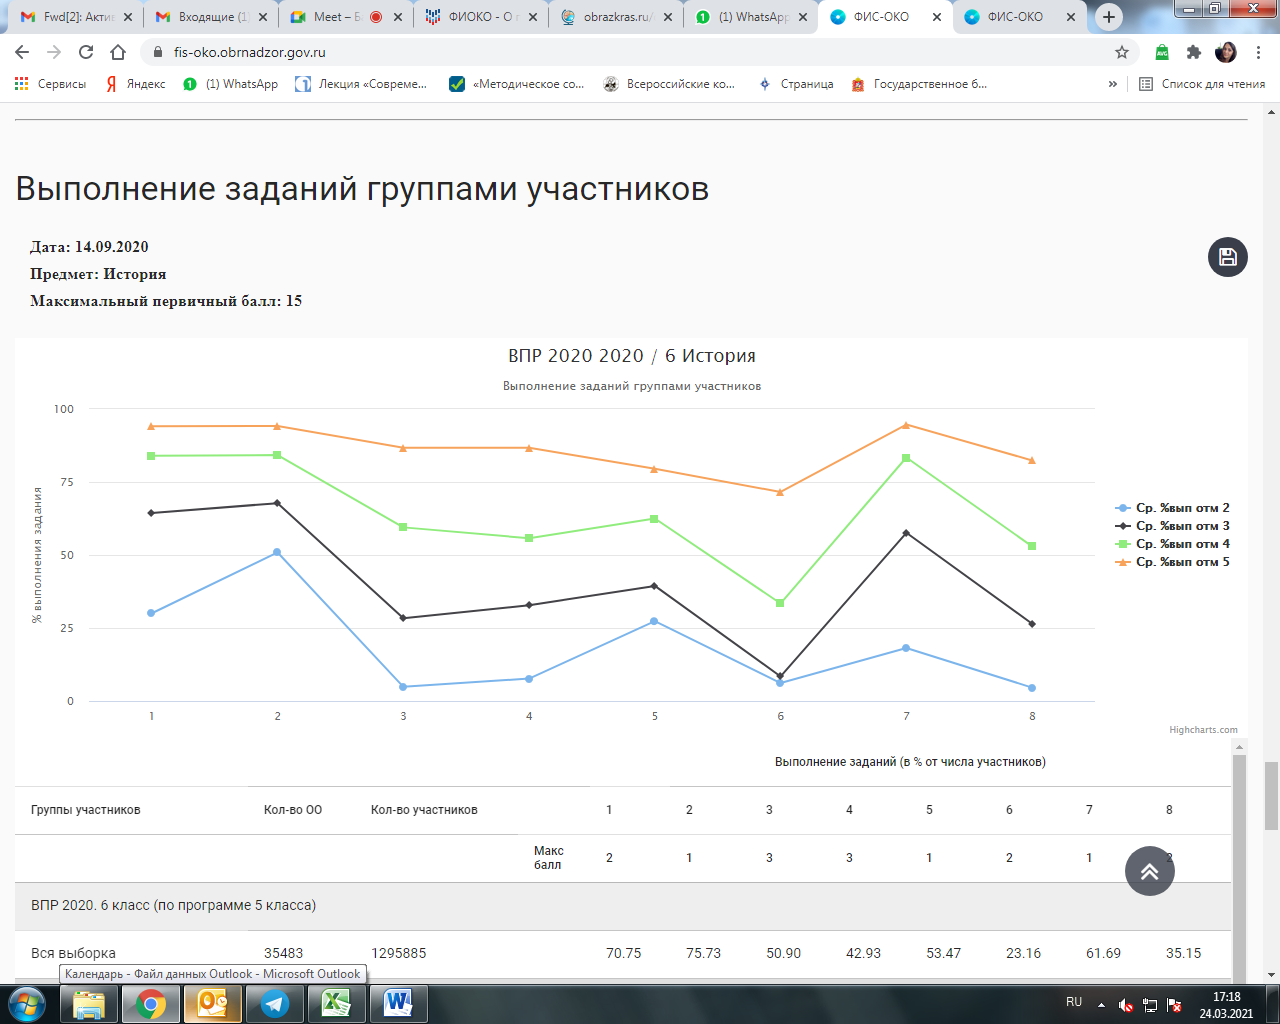 Fwd[2]: Актив
Входящие (1
Meet – Б
ФИОКО - О п
obrazkras.ru/
(1) WhatsApp
ФИС-ОКО
ФИС-ОКО
fis-oko.obrnadzor.gov.ru
Сервисы
Яндекс
(1) WhatsApp
Лекция «Совреме...
«Методическое со...
Всероссийские ко...
Страница
Государственное б...
»
Список для чтения
Выполнение заданий группами участников
Дата: 14.09.2020
Предмет: История
Максимальный первичный балл: 15
ВПР 2020 2020 / 6 История
Выполнение заданий группами участников
% выполнения задания
100
75
50
25
0
1 2 3 4 5 6 7 8
Ср. %вып отм 2
Ср. %вып отм 3
Ср. %вып отм 4
Ср. %вып отм 5
Highcharts.com
Выполнение заданий (в % от числа участников)
Группы участников Кол-во ОО Кол-во участников 1 2 3 4 5 6 7 8
Макс балл 2 1 3 3 1 2 1 2
ВПР 2020. 6 класс (по программе 5 класса)
Вся выборка 35483 1295885 70.75 75.73 50.90 42.93 53.47 23.16 61.69 35.15
Календарь - Файл данных Outlook - Microsoft Outlook
RU
17:18
24.03.2021